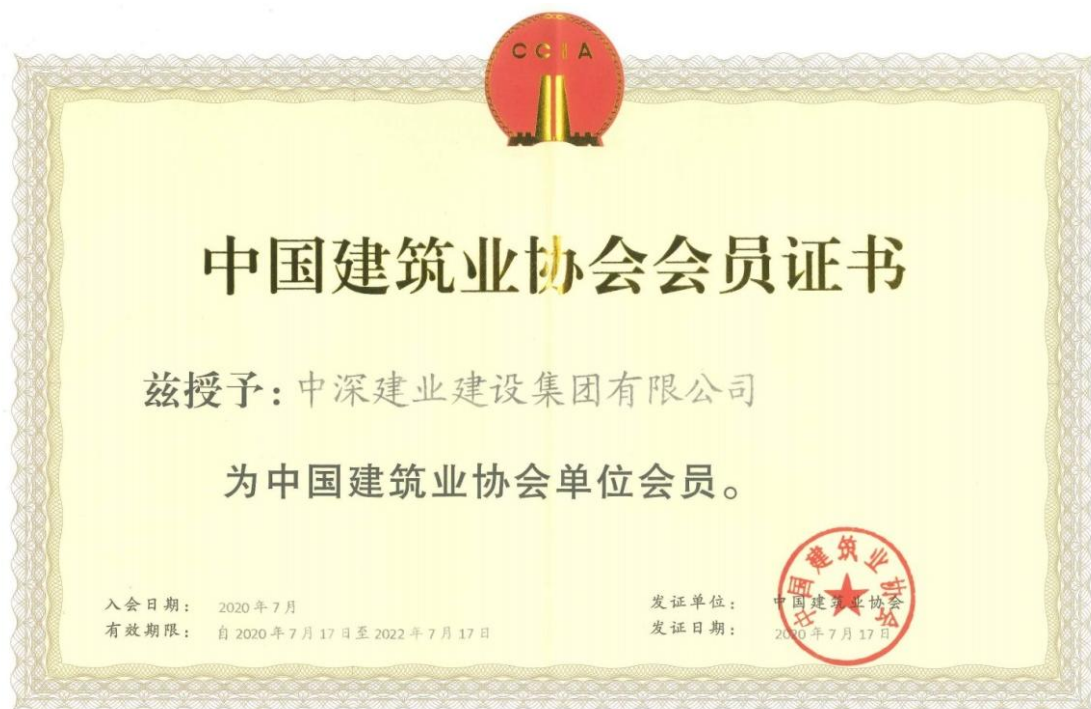 CCIA
中国建筑业协会会员证书
兹授予：中深建业建设集团有限公司
为中国建筑业协会单位会员。
入会日期： 2020年7月
有效期限： 自2020年7月17日至2022年7月17日
发证单位： 中国建筑业协会
发证日期： 2020年7月17日
中国建筑业协会